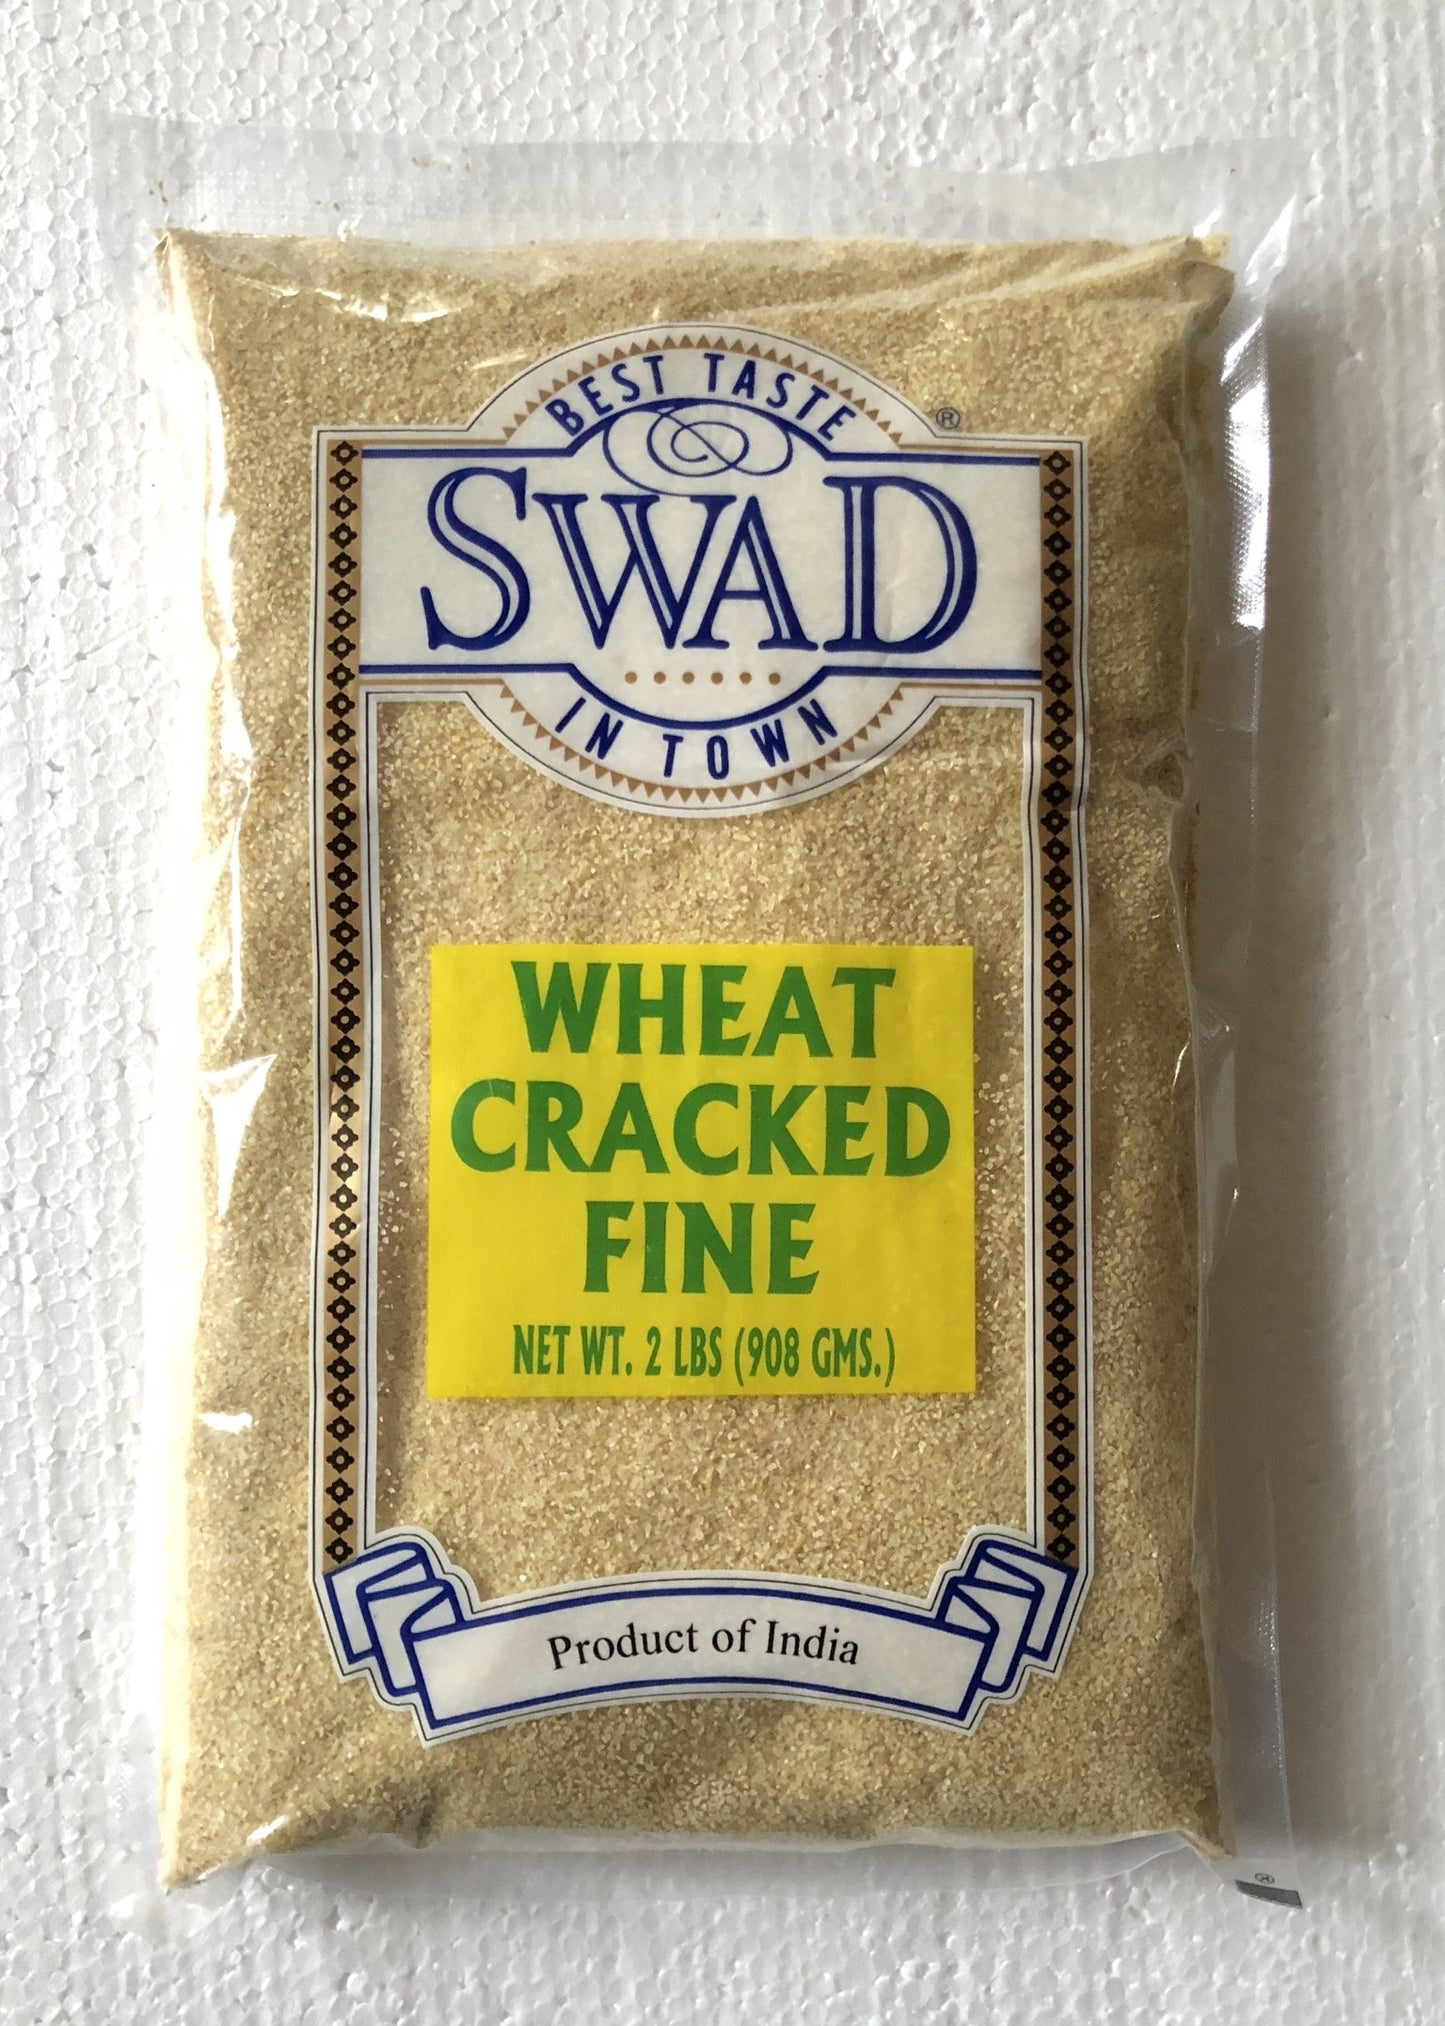 BEST TASTE
®
SWAD
IN TOWN
WHEAT
CRACKED
FINE
NET WT. 2 LBS (908 GMS.)
Product of India
®